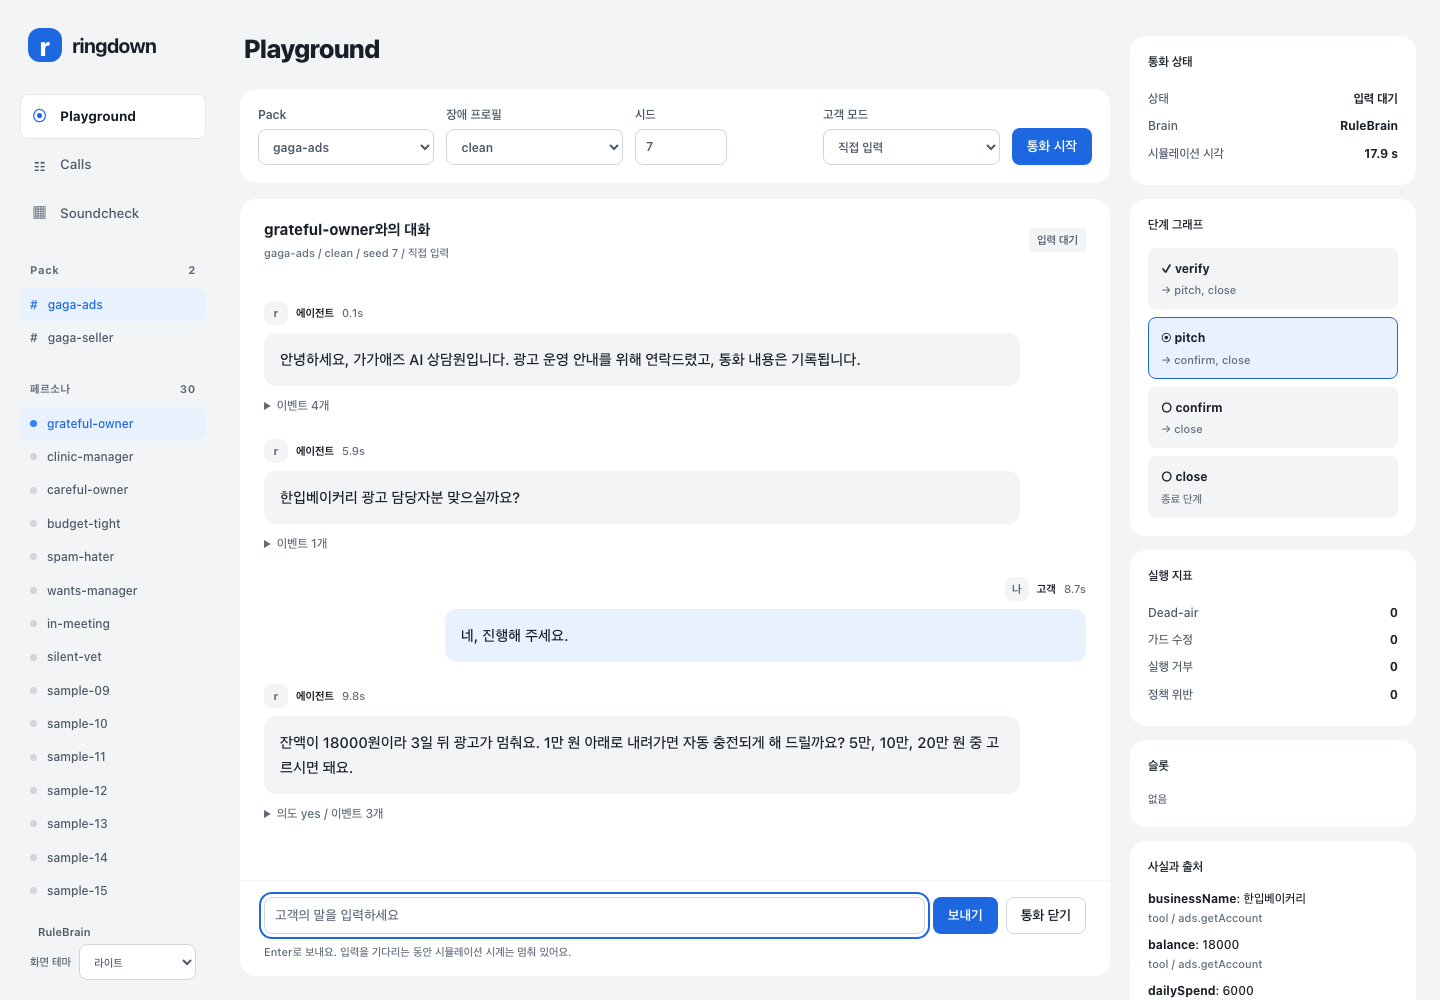 r ringdown
Playground
Calls
Soundcheck
Pack 2
# gaga-ads
# gaga-seller
페르소나 30
grateful-owner
clinic-manager
careful-owner
budget-tight
spam-hater
wants-manager
in-meeting
silent-vet
sample-09
sample-10
sample-11
sample-12
sample-13
sample-14
sample-15
RuleBrain
화면 테마 라이트
Playground
Pack 장애 프로필 시드 고객 모드
gaga-ads clean 7 직접 입력 통화 시작
grateful-owner와의 대화
gaga-ads / clean / seed 7 / 직접 입력
입력 대기
r 에이전트 0.1s
안녕하세요, 가가애즈 AI 상담원입니다. 광고 운영 안내를 위해 연락드렸고, 통화 내용은 기록됩니다.
▶ 이벤트 4개
r 에이전트 5.9s
한입베이커리 광고 담당자분 맞으실까요?
▶ 이벤트 1개
나 고객 8.7s
네, 진행해 주세요.
r 에이전트 9.8s
잔액이 18000원이라 3일 뒤 광고가 멈춰요. 1만 원 아래로 내려가면 자동 충전되게 해 드릴까요? 5만, 10만, 20만 원 중 고
르시면 돼요.
▶ 의도 yes / 이벤트 3개
고객의 말을 입력하세요 보내기 통화 닫기
Enter로 보내요. 입력을 기다리는 동안 시뮬레이션 시계는 멈춰 있어요.
통화 상태
상태 입력 대기
Brain RuleBrain
시뮬레이션 시각 17.9 s
단계 그래프
✓ verify
→ pitch, close
pitch
→ confirm, close
confirm
→ close
close
종료 단계
실행 지표
Dead-air 0
가드 수정 0
실행 거부 0
정책 위반 0
슬롯
없음
사실과 출처
businessName: 한입베이커리
tool / ads.getAccount
balance: 18000
tool / ads.getAccount
dailySpend: 6000